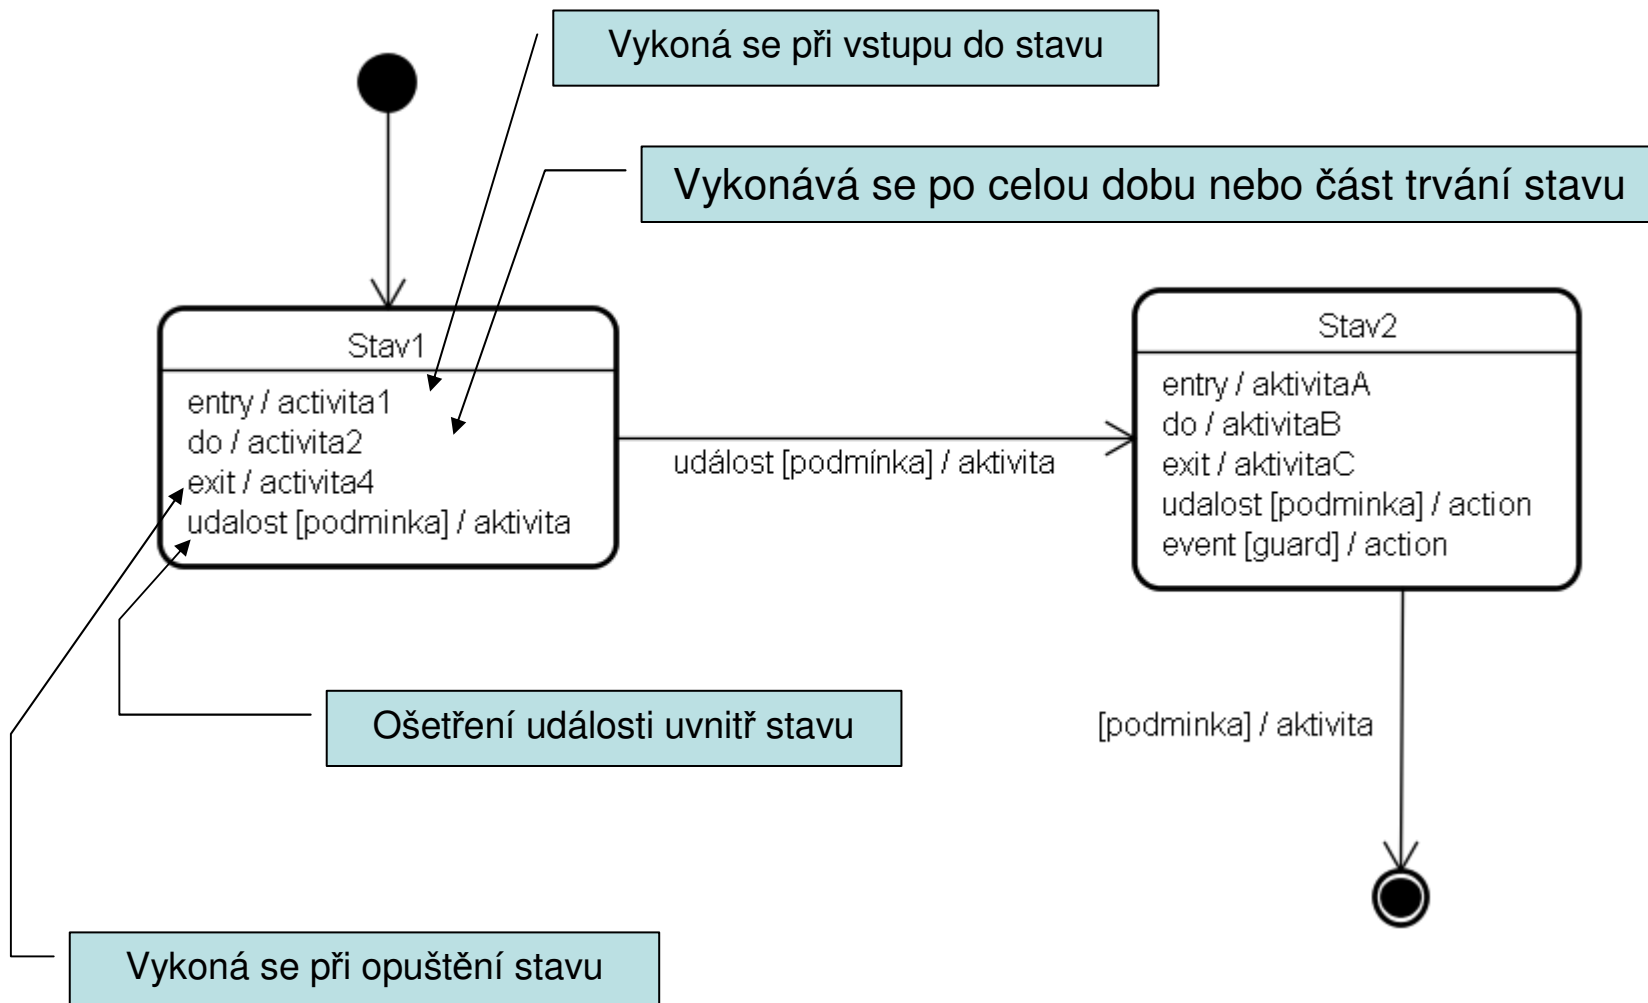 Vykoná se při vstupu do stavu
Vykonává se po celou dobu nebo část trvání stavu
Stav1
entry / activita1
do / activita2
exit / activita4
udalost [podminka] / aktivita
událost [podmínka] / aktivita
Stav2
entry / aktivitaA
do / aktivitaB
exit / aktivitaC
udalost [podminka] / action
event [guard] / action
Ošetření události uvnitř stavu
[podminka] / aktivita
Vykoná se při opuštění stavu